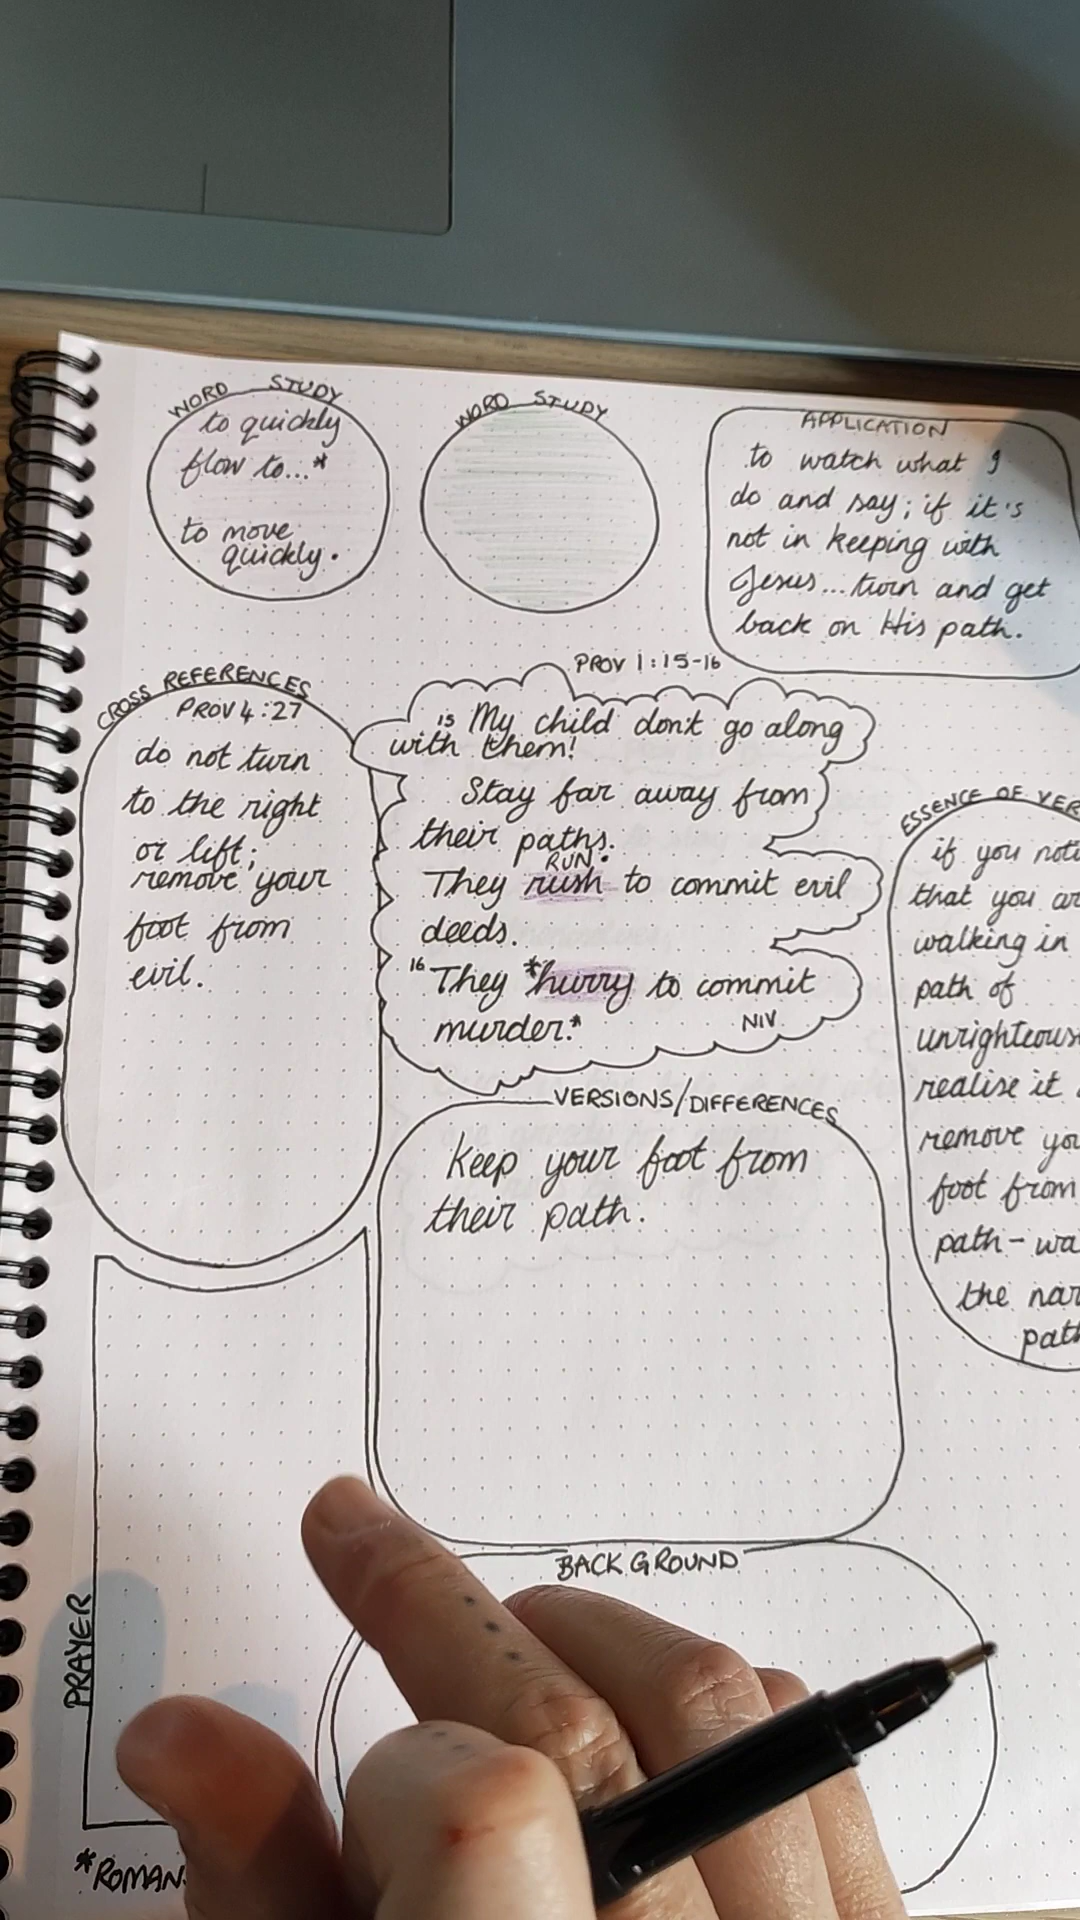 WORD STUDY
to quickly
flow to...*
to move
quickly.
WORD STUDY
APPLICATION
to watch what I
do and say; if it's
not in keeping with
Jesus...turn and get
back on His path.
CROSS REFERENCES
PROV 4:27
do not turn
to the right
or left;
remove your
foot from
evil.
PROV 1:15-16
15 My child don't go along
with them!
Stay far away from
their paths.
RUN.
They rush to commit evil
deeds.
16 They *hurry to commit
murder.*
NIV
ESSENCE OF VER
if you noti
that you ar
walking in
path of
unrighteous
realise it
remove you
foot from
path - wa
the nar
path
VERSIONS/DIFFERENCES
Keep your foot from
their path.
BACKGROUND
PRAYER
*ROMAN